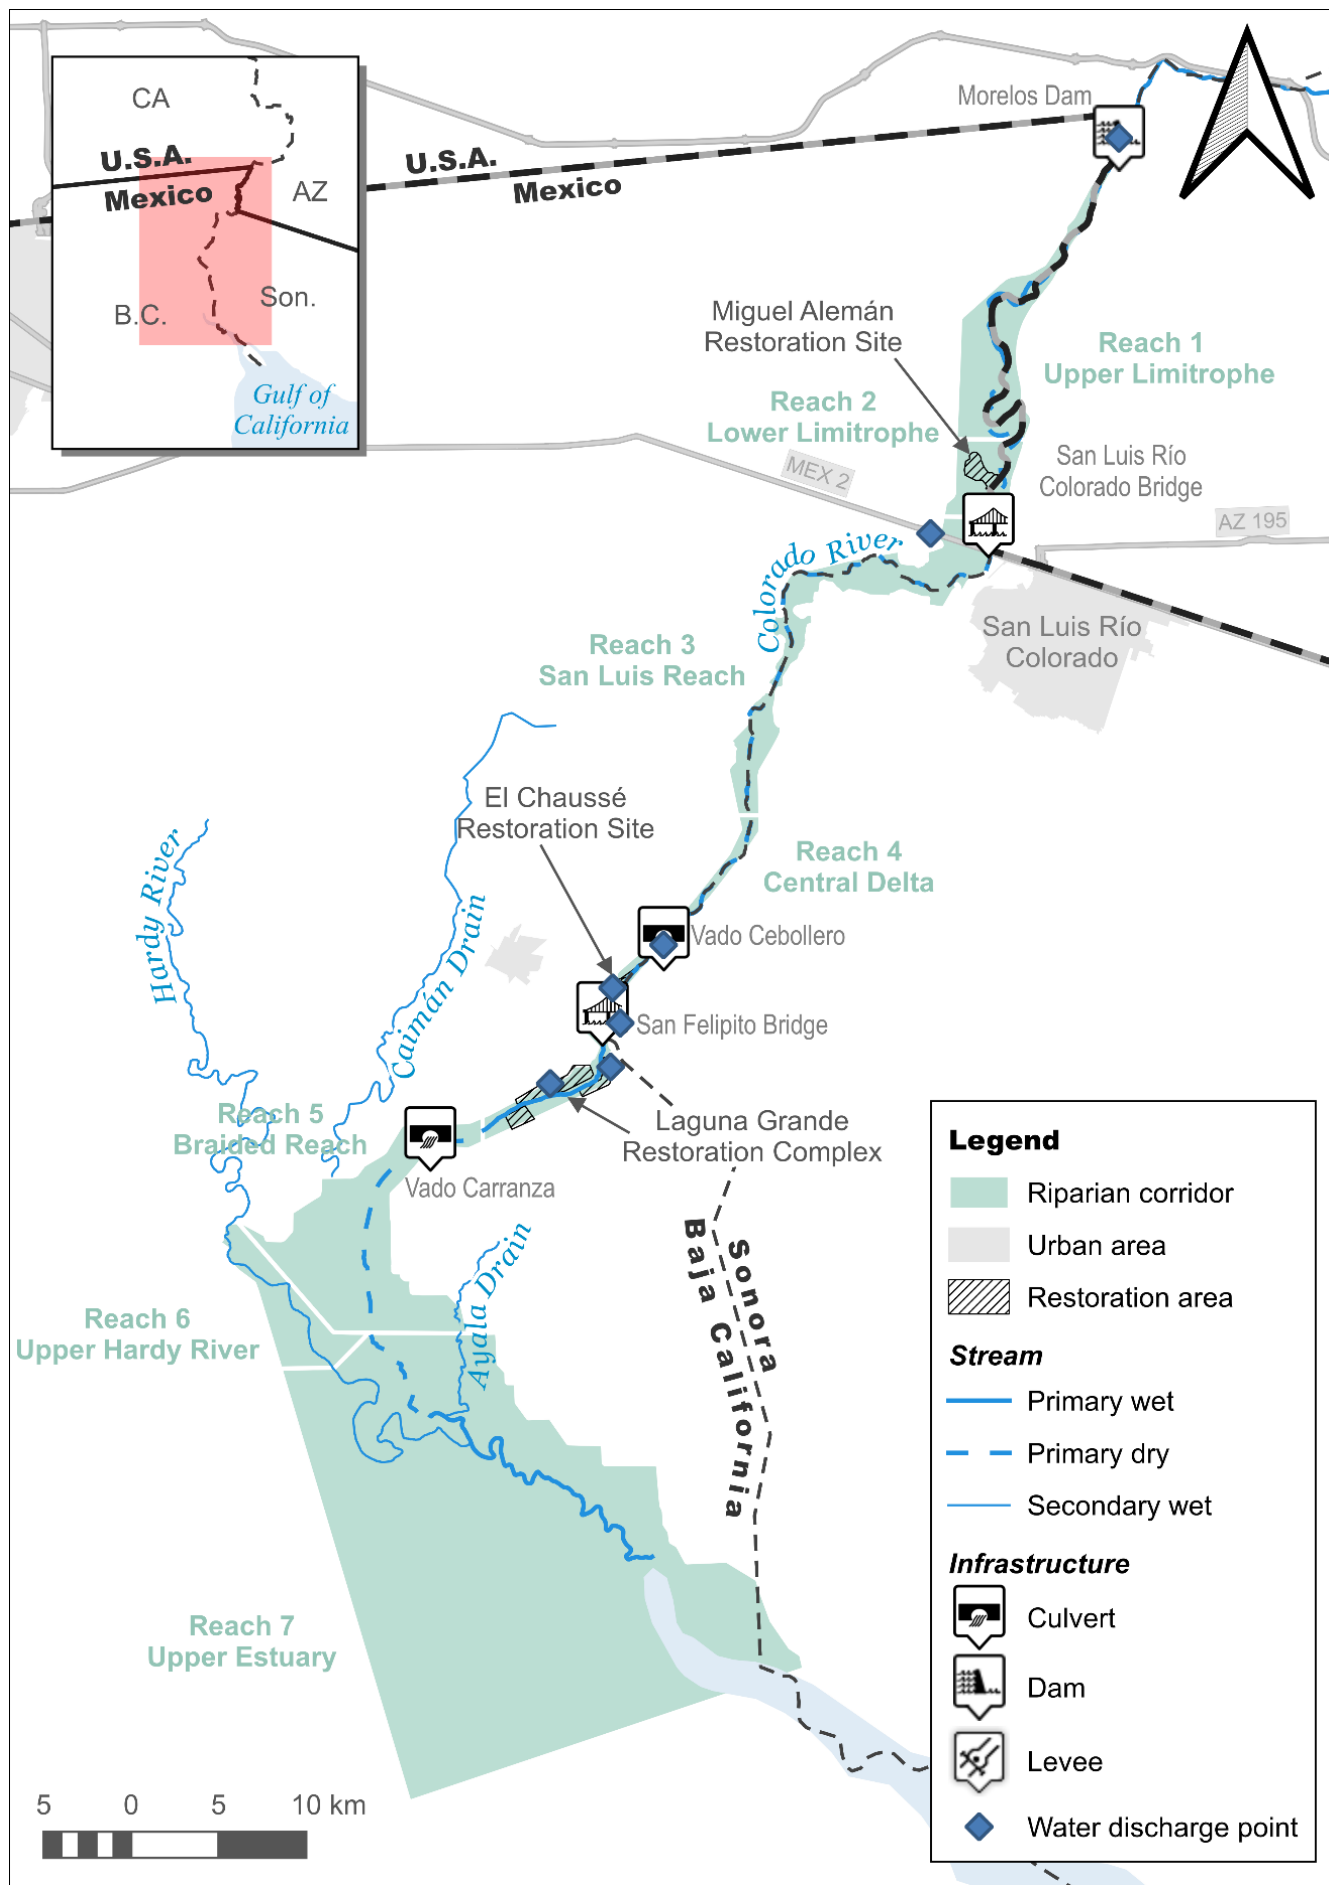 CA
U.S.A.
Mexico
AZ
B.C.
Son.
Gulf of
California
U.S.A.
Mexico
Morelos Dam
Miguel Alemán
Restoration Site
Reach 1
Upper Limitrophe
Reach 2
Lower Limitrophe
MEX 2
San Luis Río
Colorado Bridge
AZ 195
Colorado River
San Luis Río
Colorado
Reach 3
San Luis Reach
El Chaussé
Restoration Site
Reach 4
Central Delta
Hardy River
Caimán Drain
Vado Cebollero
San Felipito Bridge
Reach 5
Braided Reach
Laguna Grande
Restoration Complex
Vado Carranza
Ayala Drain
Sonora
Baja California
Reach 6
Upper Hardy River
Reach 7
Upper Estuary
5 0 5 10 km
Legend
Riparian corridor
Urban area
Restoration area
Stream
Primary wet
Primary dry
Secondary wet
Infrastructure
Culvert
Dam
Levee
Water discharge point